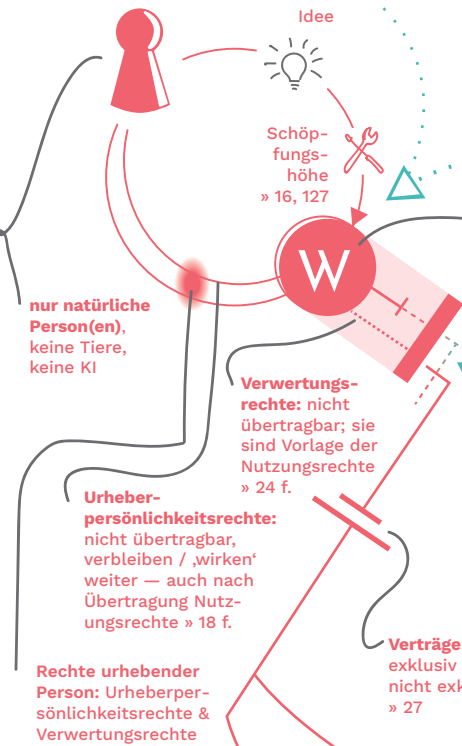 Idee
Schöp-
fungs-
höhe
» 16, 127
W
nur natürliche
Person(en),
keine Tiere,
keine KI
Verwertungs-
rechte: nicht
übertragbar; sie
sind Vorlage der
Nutzungsrechte
» 24 f.
Urheber-
persönlichkeitsrechte:
nicht übertragbar,
verbleiben / ‚wirken‘
weiter — auch nach
Übertragung Nutz-
ungsrechte » 18 f.
Verträge
exklusiv
nicht exk
» 27
Rechte urhebender
Person: Urheberper-
sönlichkeitsrechte &
Verwertungsrechte